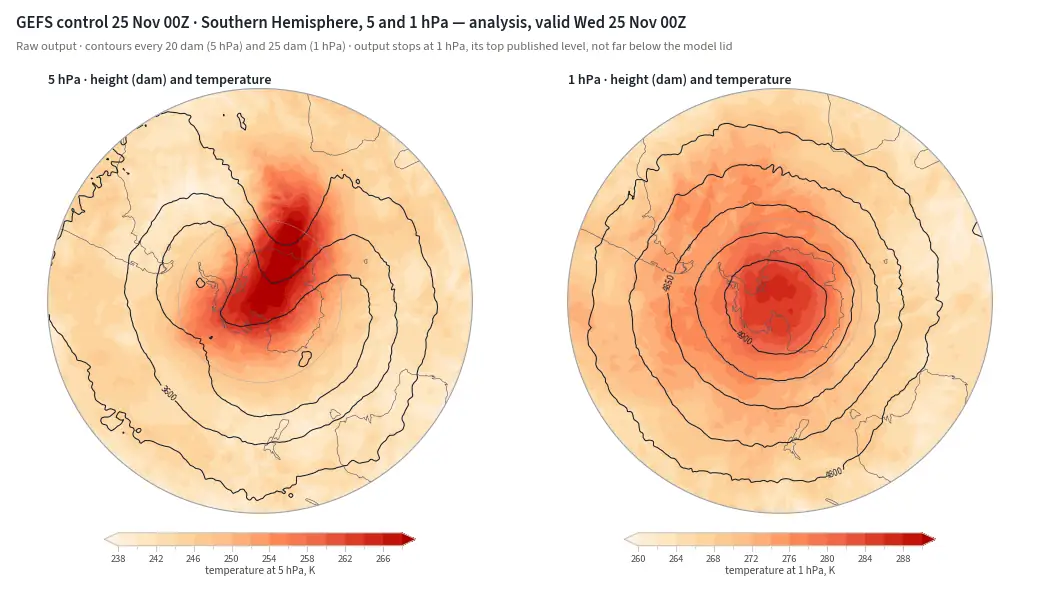 GEFS control 25 Nov 00Z · Southern Hemisphere, 5 and 1 hPa — analysis, valid Wed 25 Nov 00Z
Raw output · contours every 20 dam (5 hPa) and 25 dam (1 hPa) · output stops at 1 hPa, its top published level, not far below the model lid
5 hPa · height (dam) and temperature
1 hPa · height (dam) and temperature
3600
4850
4900
4800
238 242 246 250 254 258 262 266
temperature at 5 hPa, K
260 264 268 272 276 280 284 288
temperature at 1 hPa, K